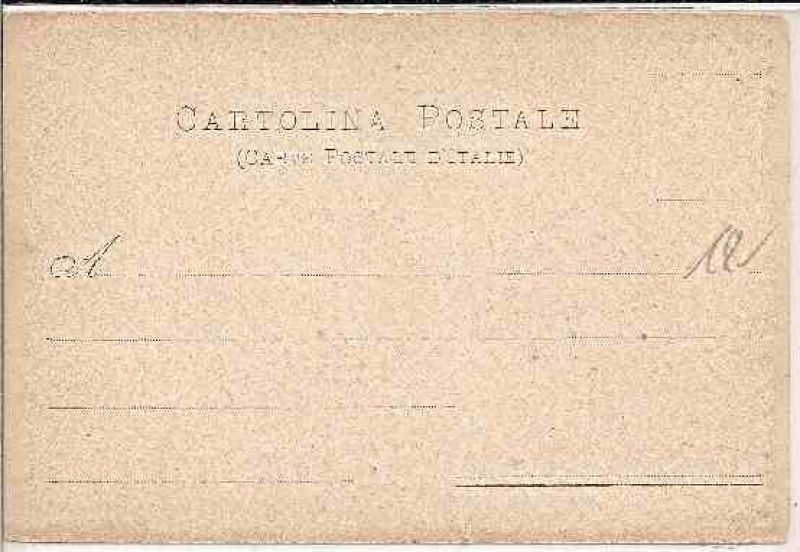 CARTOLINA POSTALE
(CARTE POSTALE D'ITALIE)
A